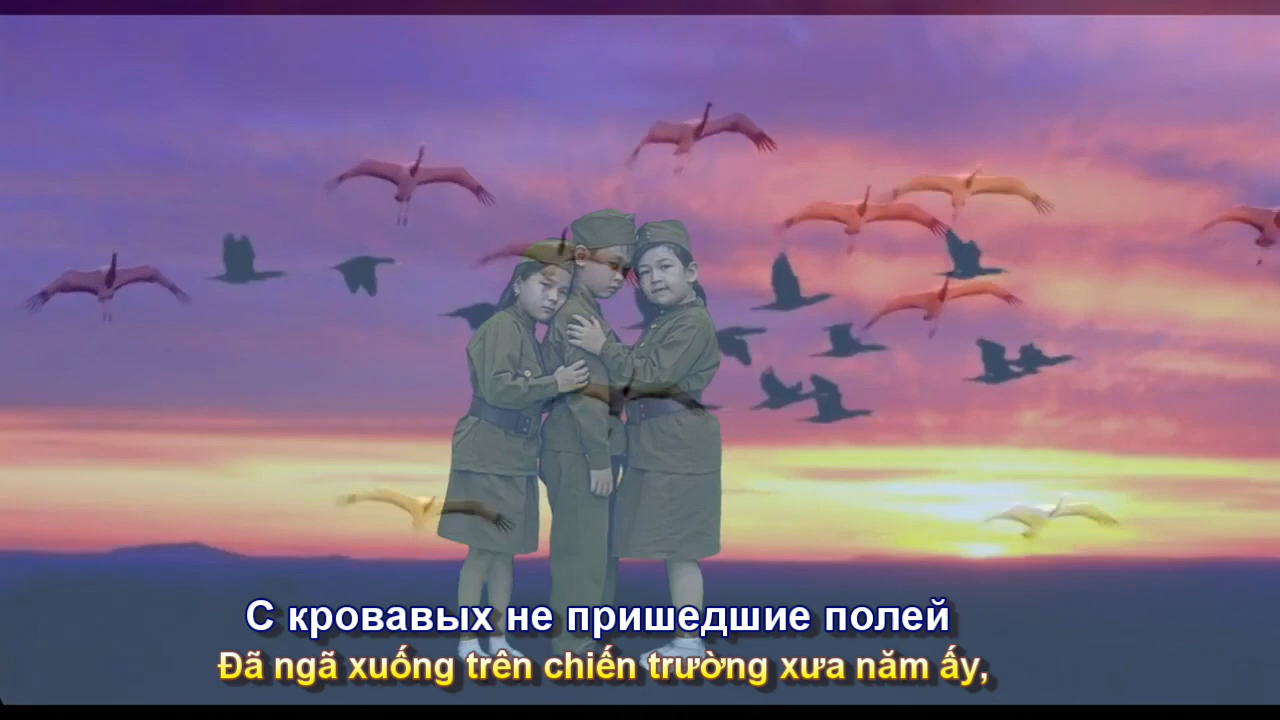 С кровавых не пришедшие полей
Đã ngã xuống trên chiến trường xưa năm ấy,